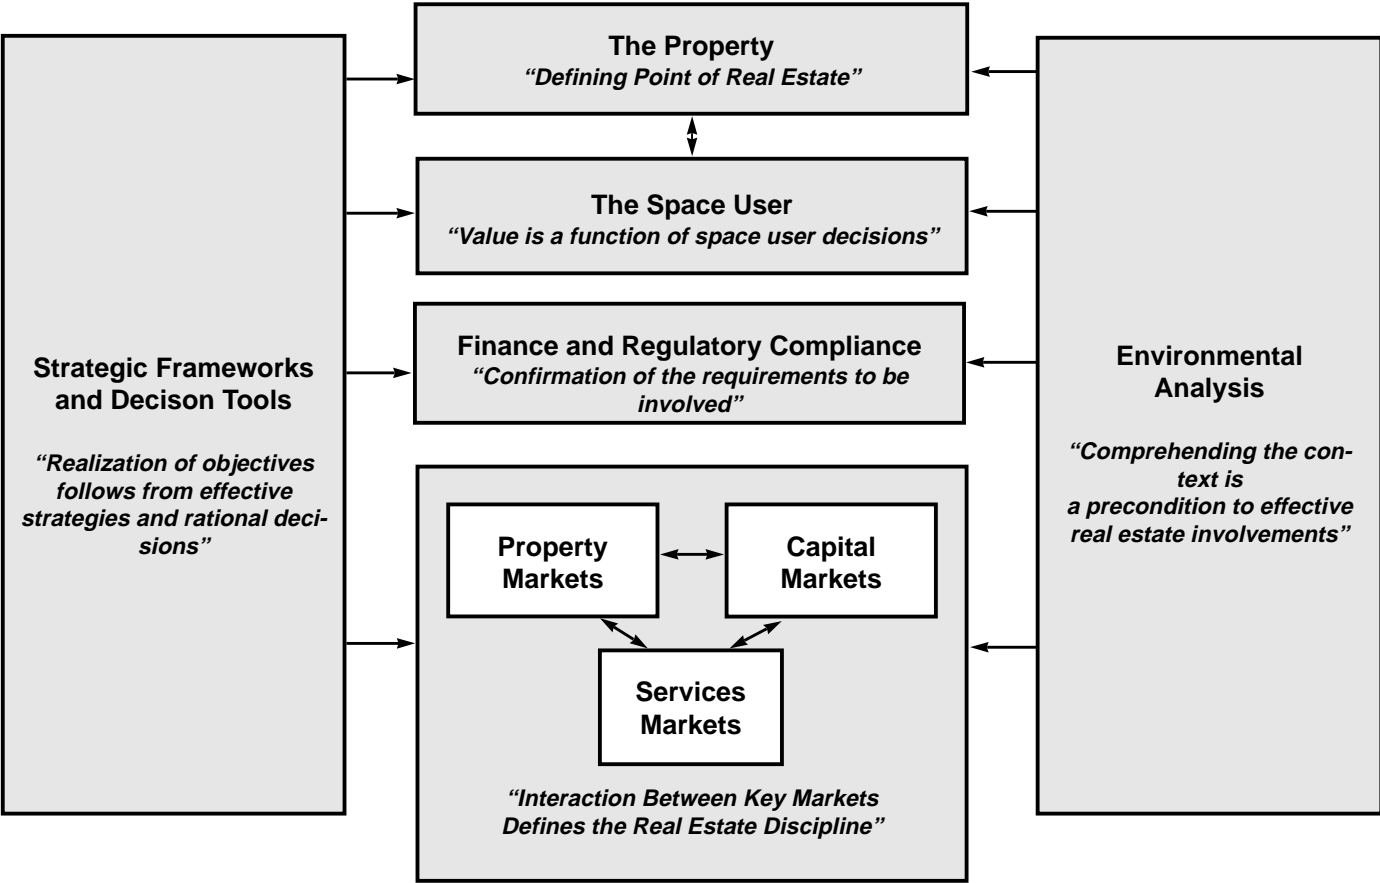 The Property
“Defining Point of Real Estate”
The Space User
“Value is a function of space user decisions”
Finance and Regulatory Compliance
“Confirmation of the requirements to be
involved”
Strategic Frameworks
and Decison Tools
“Realization of objectives
follows from effective
strategies and rational deci-
sions”
Environmental
Analysis
“Comprehending the con-
text is
a precondition to effective
real estate involvements”
Property
Markets
Capital
Markets
Services
Markets
“Interaction Between Key Markets
Defines the Real Estate Discipline”